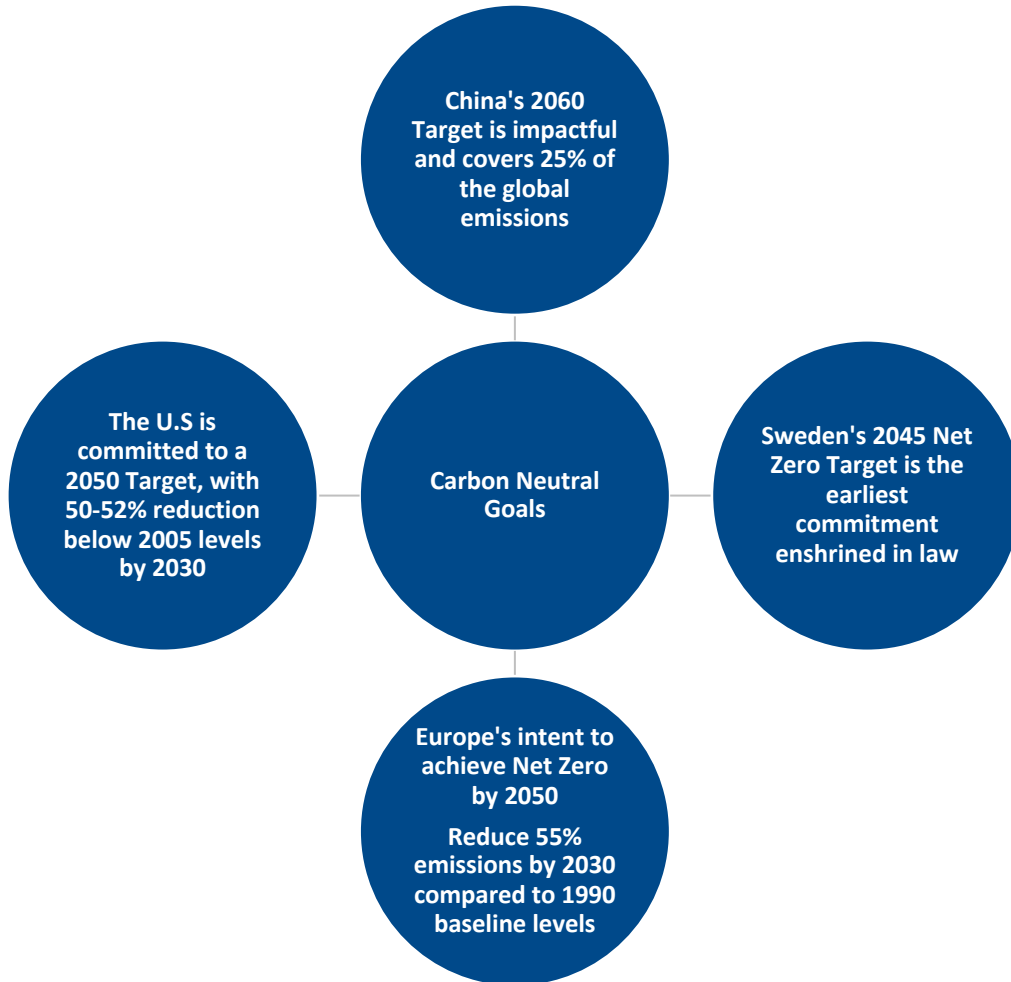 China's 2060
Target is impactful
and covers 25% of
the global
emissions
The U.S is
committed to a
2050 Target, with
50-52% reduction
below 2005 levels
by 2030
Carbon Neutral
Goals
Sweden's 2045 Net
Zero Target is the
earliest
commitment
enshrined in law
Europe's intent to
achieve Net Zero
by 2050
Reduce 55%
emissions by 2030
compared to 1990
baseline levels